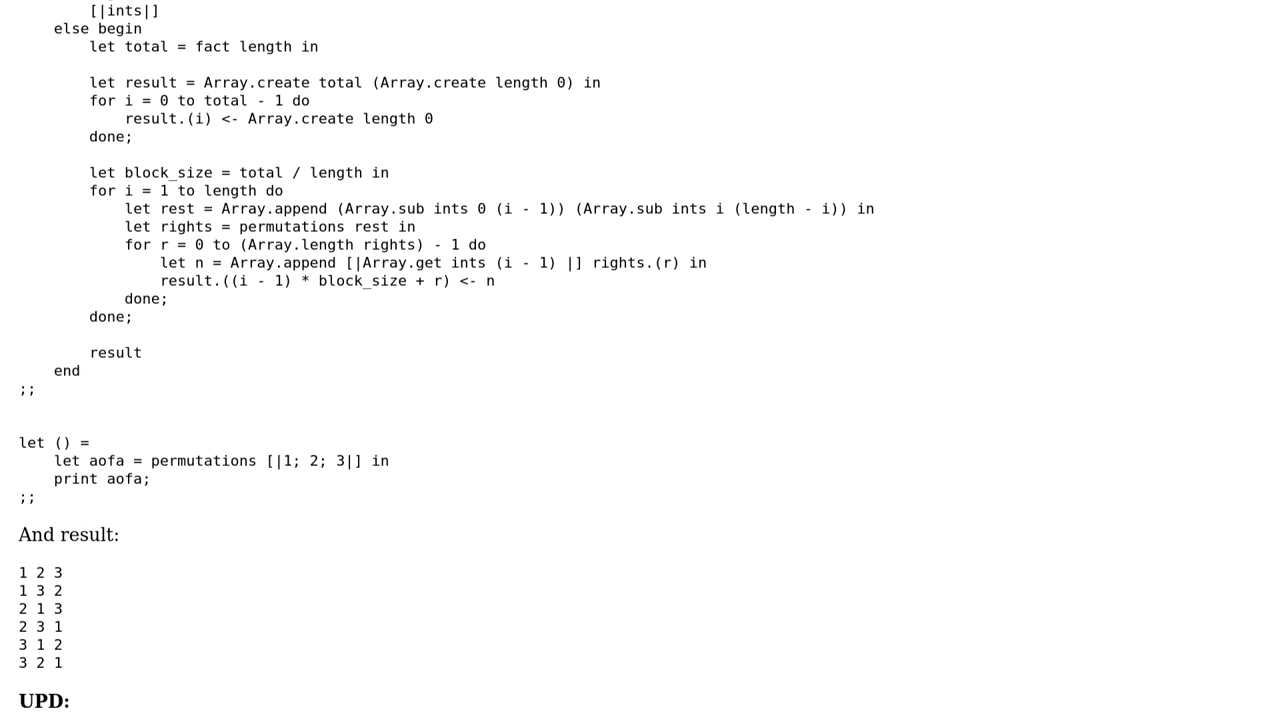 [|ints|]
    else begin
        let total = fact length in

        let result = Array.create total (Array.create length 0) in
        for i = 0 to total - 1 do
            result.(i) <- Array.create length 0
        done;

        let block_size = total / length in
        for i = 1 to length do
            let rest = Array.append (Array.sub ints 0 (i - 1)) (Array.sub ints i (length - i)) in
            let rights = permutations rest in
            for r = 0 to (Array.length rights) - 1 do
                let n = Array.append [|Array.get ints (i - 1) |] rights.(r) in
                result.((i - 1) * block_size + r) <- n
            done;
        done;

        result
    end
;;


let () =
    let aofa = permutations [|1; 2; 3|] in
    print aofa;
;;

And result:

1 2 3
1 3 2
2 1 3
2 3 1
3 1 2
3 2 1

UPD: